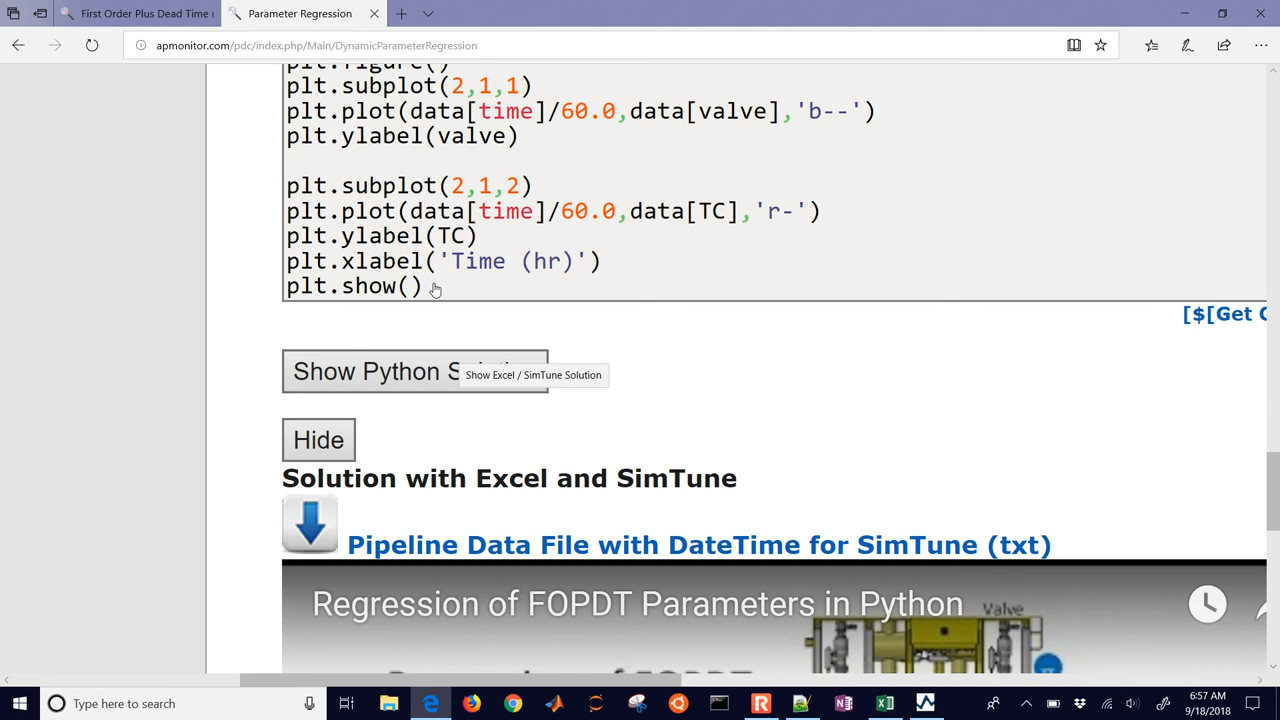 First Order Plus Dead Time
Parameter Regression
apmonitor.com/pdc/index.php/Main/DynamicParameterRegression
plt.figure()
plt.subplot(2,1,1)
plt.plot(data[time]/60.0,data[valve],'b--')
plt.ylabel(valve)
plt.subplot(2,1,2)
plt.plot(data[time]/60.0,data[TC],'r-')
plt.ylabel(TC)
plt.xlabel('Time (hr)')
plt.show()
[$[Get
Show Python
Show Excel / SimTune Solution
Hide
Solution with Excel and SimTune
Pipeline Data File with DateTime for SimTune (txt)
Regression of FOPDT Parameters in Python
Valve
Type here to search
6:57 AM
9/18/2018